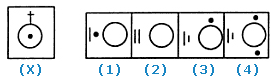 (X) (1) (2) (3) (4)